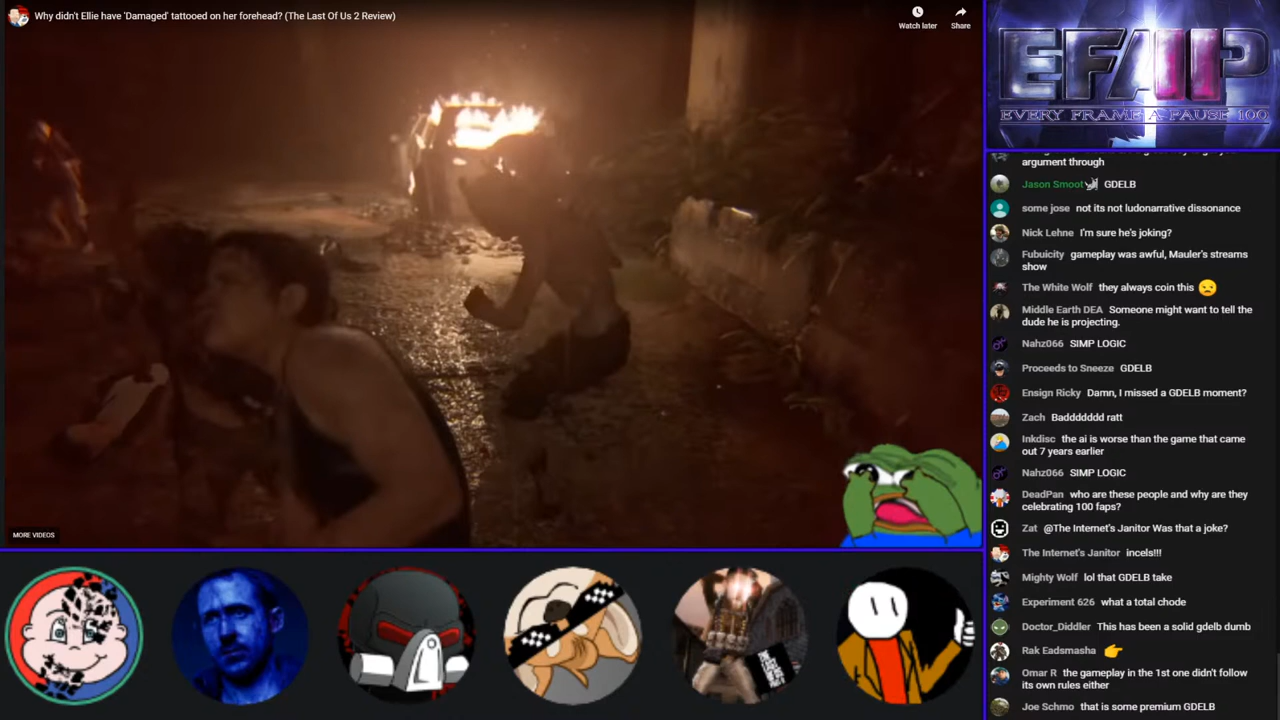 Why didn't Ellie have 'Damaged' tattooed on her forehead? (The Last Of Us 2 Review)
Watch later
Share
MORE VIDEOS
EFAP
EVERY FRAME A PAUSE 100
argument through
Jason Smoot GDELB
some jose not its not ludonarrative dissonance
Nick Lehne I'm sure he's joking?
Fubuicity gameplay was awful, Mauler's streams
show
The White Wolf they always coin this
Middle Earth DEA Someone might want to tell the
dude he is projecting.
Nahz066 SIMP LOGIC
Proceeds to Sneeze GDELB
Ensign Ricky Damn, I missed a GDELB moment?
Zach Baddddddd ratt
Inkdisc the ai is worse than the game that came
out 7 years earlier
Nahz066 SIMP LOGIC
DeadPan who are these people and why are they
celebrating 100 faps?
Zat @The Internet's Janitor Was that a joke?
The Internet's Janitor incels!!!
Mighty Wolf lol that GDELB take
Experiment 626 what a total chode
Doctor_Diddler This has been a solid gdelb dumb
Rak Eadsmasha
Omar R the gameplay in the 1st one didn't follow
its own rules either
Joe Schmo that is some premium GDELB